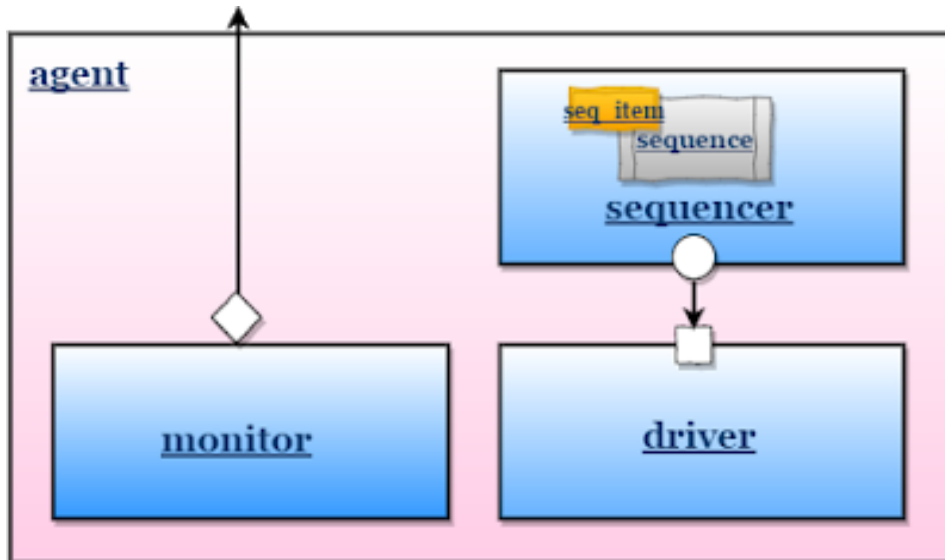 agent
seq_item
sequence
sequencer
monitor
driver